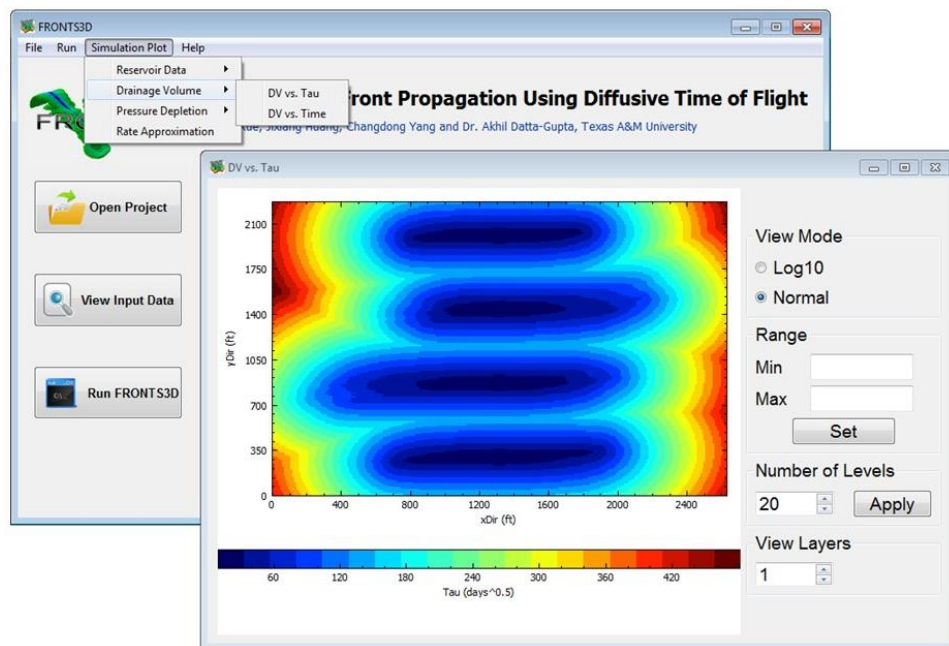 FRONTS3D
File Run Simulation Plot Help
Reservoir Data
Drainage Volume
Pressure Depletion
Rate Approximation
DV vs. Tau
DV vs. Time
Front Propagation Using Diffusive Time of Flight
Huang, Changdong Yang and Dr. Akhil Datta-Gupta, Texas A&M University
Open Project
View Input Data
Run FRONTS3D
DV vs. Tau
2100
1750
1400
1050
700
350
0
yDir (ft)
0 400 800 1200 1600 2000 2400
xDir (ft)
60 120 180 240 300 360 420
Tau (days^0.5)
View Mode
Log10
Normal
Range
Min
Max
Set
Number of Levels
20 Apply
View Layers
1